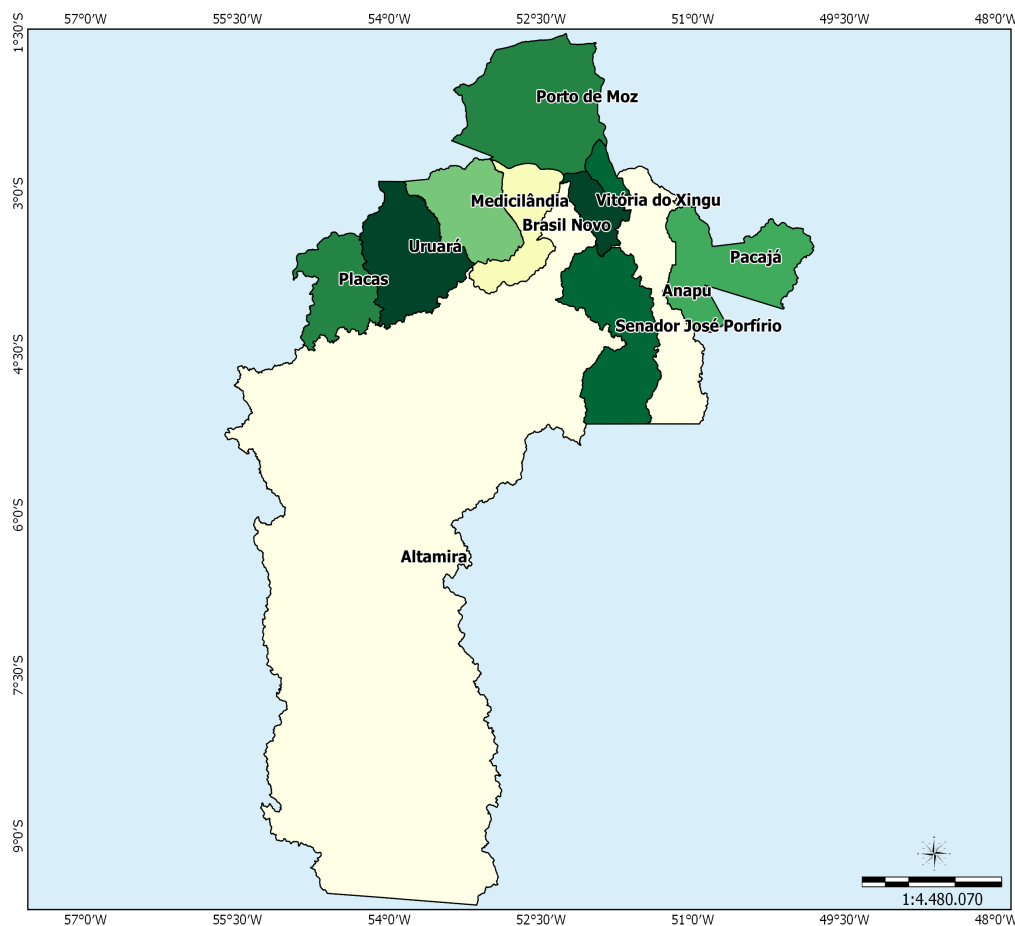 57°0'W 55°30'W 54°0'W 52°30'W 51°0'W 49°30'W 48°0'W
1°30'S
Porto de Moz
3°0'S
Medicilândia
Vitória do Xingu
Brasil Novo
Uruará
Pacajá
Placas
Anapu
Senador José Porfírio
4°30'S
6°0'S
Altamira
7°30'S
9°0'S
1:4.480.070
57°0'W 55°30'W 54°0'W 52°30'W 51°0'W 49°30'W 48°0'W